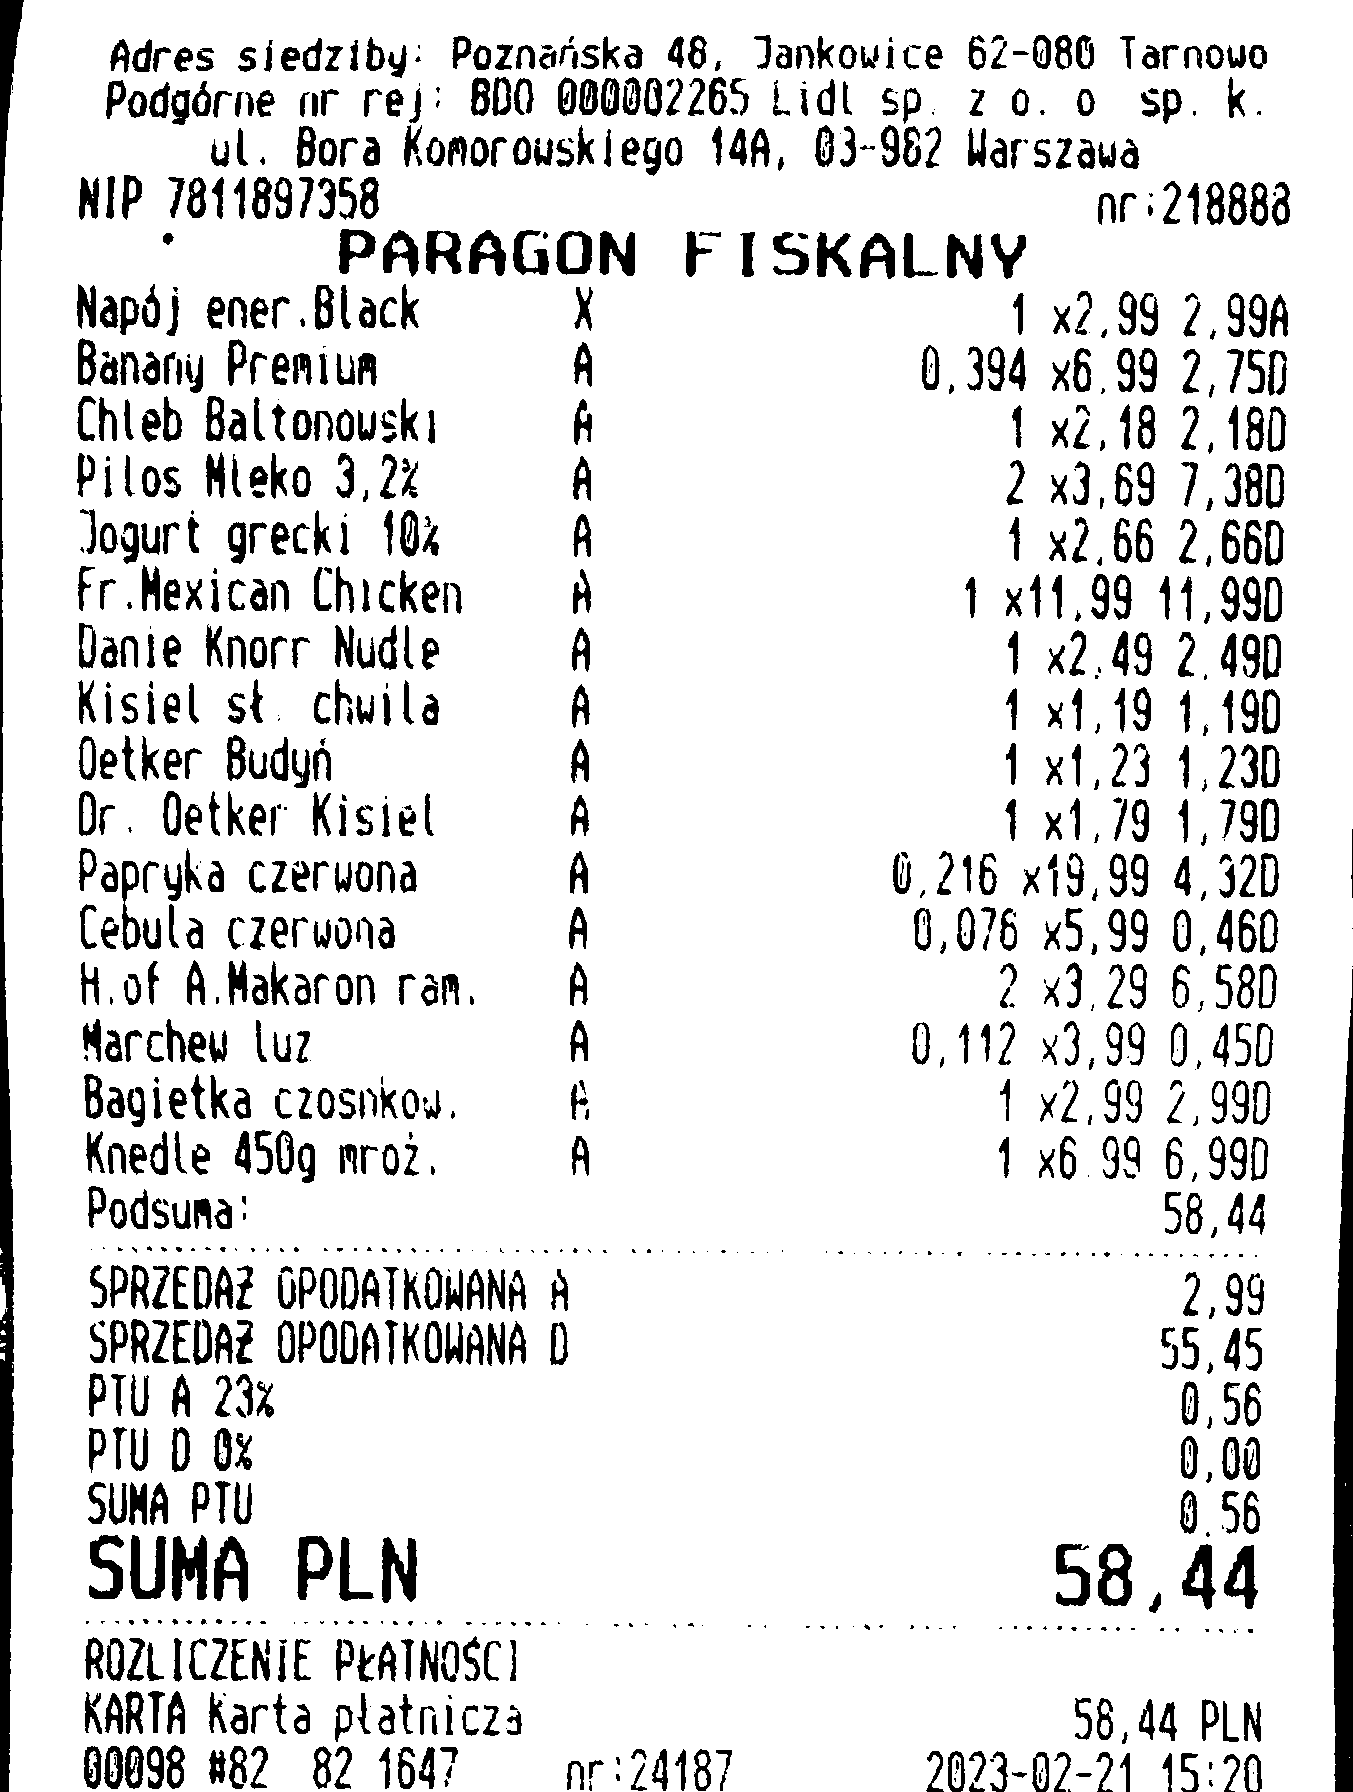 Adres siedziby: Poznańska 48, Jankowice 62-080 Tarnowo
Podgórne nr rej: BDO 000002265 Lidl sp. z o. o sp. k.
ul. Bora Komorowskiego 14A, 03-982 Warszawa
NIP 7811897358 nr:218888
PARAGON FISKALNY
Napój ener.Black X 1 x2,99 2,99A
Banany Premium A 0,394 x6,99 2,75D
Chleb Baltonowski A 1 x2,18 2,18D
Pilos Mleko 3,2% A 2 x3,69 7,38D
Jogurt grecki 10% A 1 x2,66 2,66D
Fr.Mexican Chicken A 1 x11,99 11,99D
Danie Knorr Nudle A 1 x2,49 2,49D
Kisiel sł. chwila A 1 x1,19 1,19D
Oetker Budyń A 1 x1,23 1,23D
Dr. Oetker Kisiel A 1 x1,79 1,79D
Papryka czerwona A 0,216 x19,99 4,32D
Cebula czerwona A 0,076 x5,99 0,46D
H.of A.Makaron ram. A 2 x3,29 6,58D
Marchew luz A 0,112 x3,99 0,45D
Bagietka czosnkow. A 1 x2,99 2,99D
Knedle 450g mroż. A 1 x6,99 6,99D
Podsuma: 58,44
SPRZEDAŻ OPODATKOWANA A 2,99
SPRZEDAŻ OPODATKOWANA D 55,45
PTU A 23% 0,56
PTU D 0% 0,00
SUMA PTU 0,56
SUMA PLN 58,44
ROZLICZENIE PŁATNOŚCI
KARTA Karta płatnicza 58,44 PLN
00098 #82 82 1647 nr:24187 2023-02-21 15:20